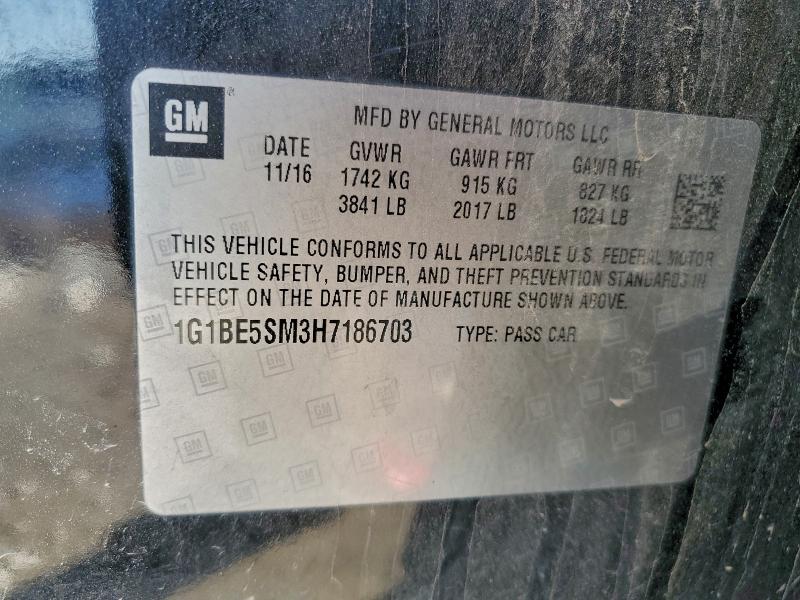 GM
MFD BY GENERAL MOTORS LLC
DATE GVWR GAWR FRT GAWR RR
11/16 1742 KG 915 KG 827 KG
3841 LB 2017 LB 1824 LB
THIS VEHICLE CONFORMS TO ALL APPLICABLE U.S. FEDERAL MOTOR
VEHICLE SAFETY, BUMPER, AND THEFT PREVENTION STANDARDS IN
EFFECT ON THE DATE OF MANUFACTURE SHOWN ABOVE.
1G1BE5SM3H7186703 TYPE: PASS CAR